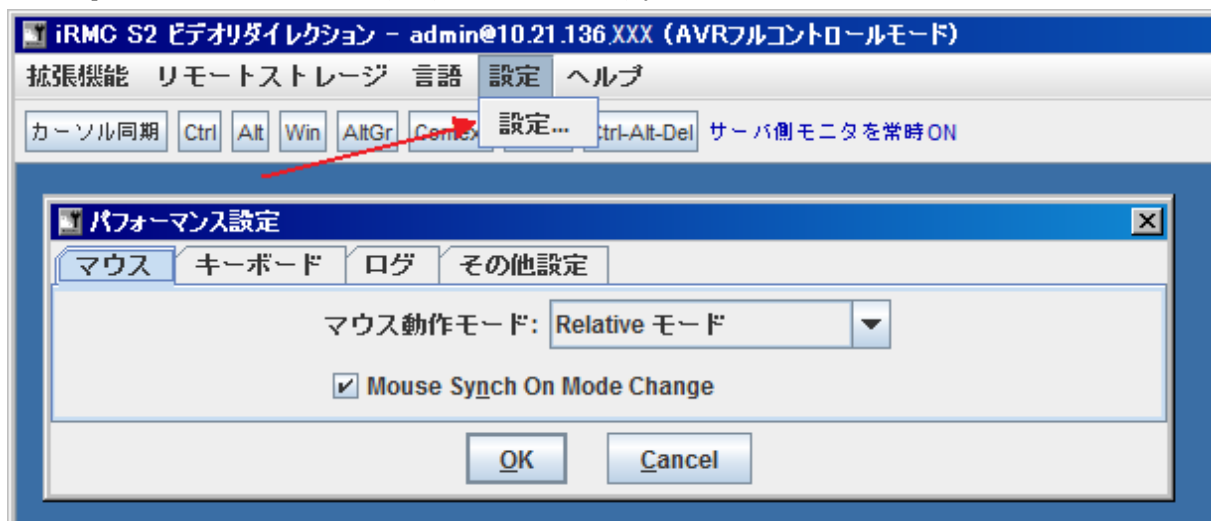 iRMC S2 ビデオリダイレクション - admin@10.21.136.XXX (AVRフルコントロールモード)
拡張機能 リモートストレージ 言語 設定 ヘルプ
設定...
カーソル同期 Ctrl Alt Win AltGr Ctrl-Alt-Del サーバ側モニタを常時ON
パフォーマンス設定
マウス キーボード ログ その他設定
マウス動作モード: Relative モード
Mouse Synch On Mode Change
OK Cancel